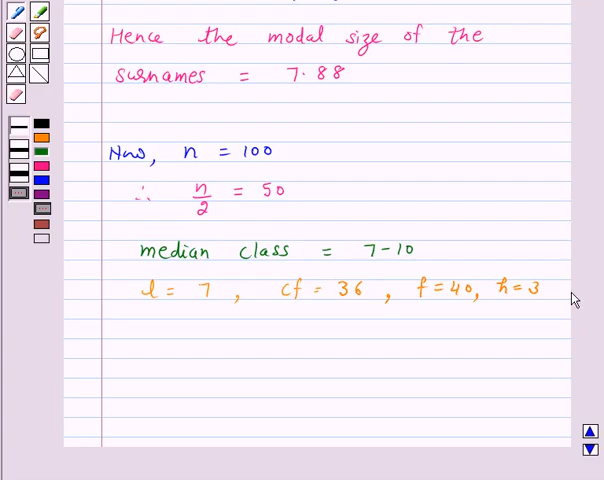 Hence the modal size of the
surnames = 7.88
Now, n = 100
∴ n/2 = 50
median class = 7-10
l = 7, cf = 36, f = 40, h = 3